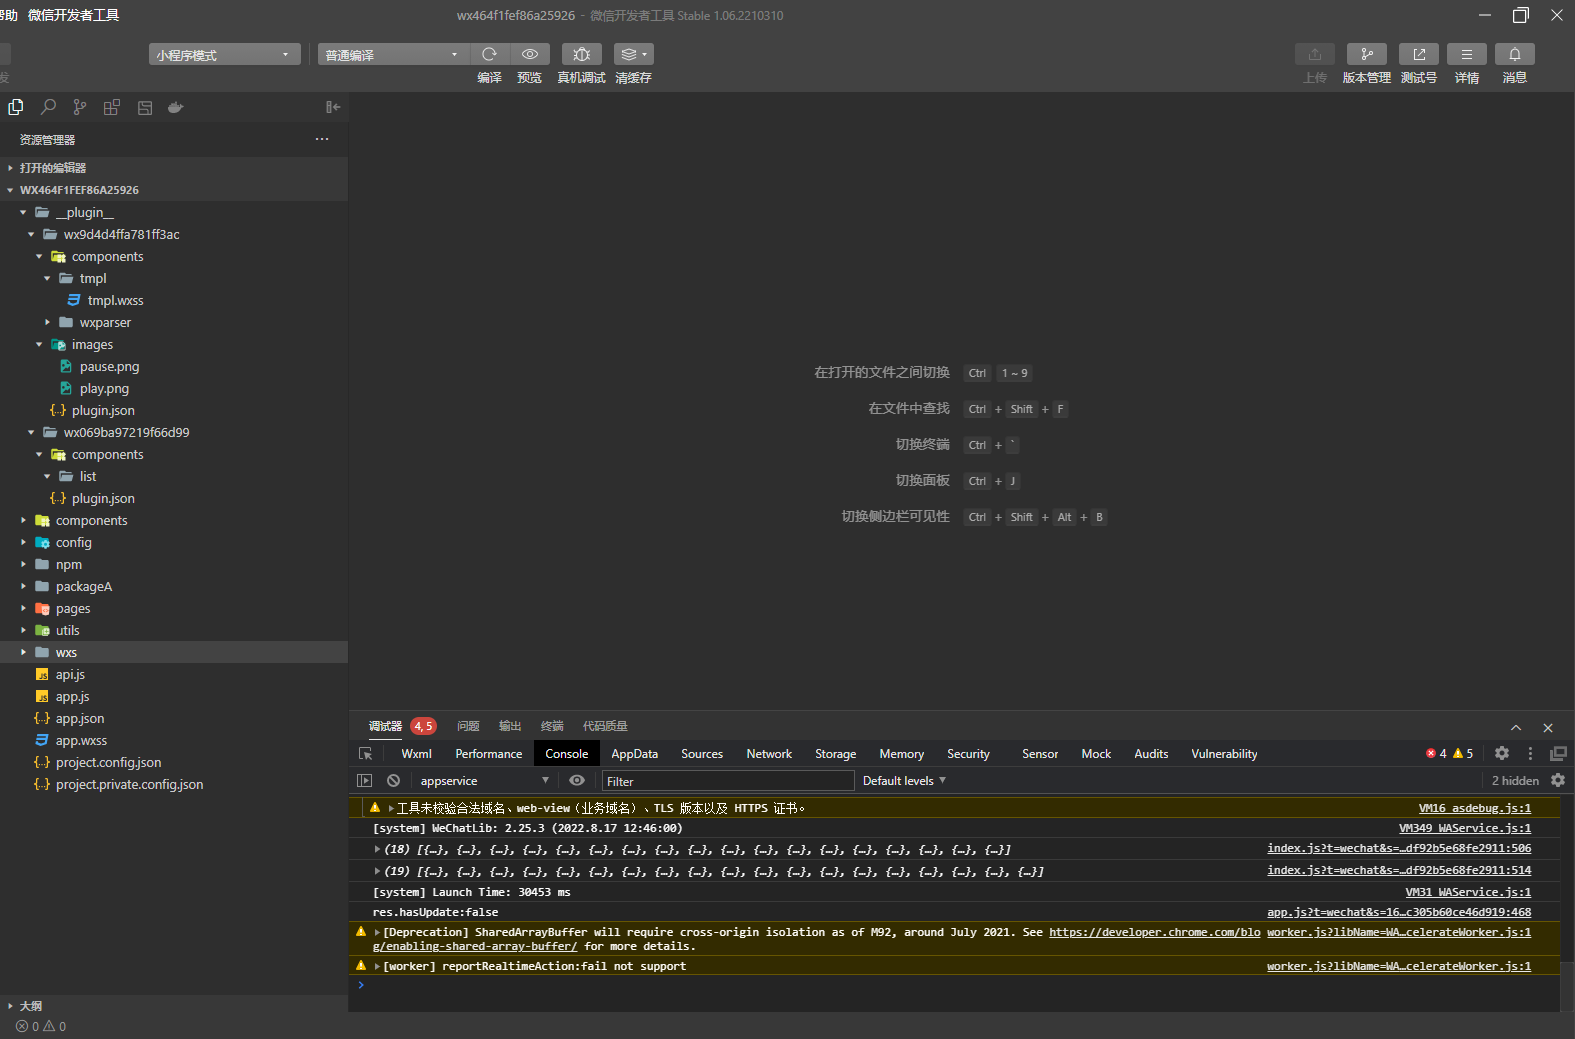 帮助 微信开发者工具
wx464f1fef86a25926 - 微信开发者工具 Stable 1.06.2210310
小程序模式 普通编译
发 编译 预览 真机调试 清缓存 上传 版本管理 测试号 详情 消息
资源管理器 ...
打开的编辑器
WX464F1FEF86A25926
__plugin__
wx9d4d4ffa781ff3ac
components
tmpl
tmpl.wxss
wxparser
images
pause.png
play.png
{..} plugin.json
wx069ba97219f66d99
components
list
{..} plugin.json
components
config
npm
packageA
pages
utils
wxs
JS api.js
JS app.js
{..} app.json
app.wxss
{..} project.config.json
{..} project.private.config.json
大纲
0 0
在打开的文件之间切换 Ctrl 1 ~ 9
在文件中查找 Ctrl + Shift + F
切换终端 Ctrl + `
切换面板 Ctrl + J
切换侧边栏可见性 Ctrl + Shift + Alt + B
调试器 4, 5 问题 输出 终端 代码质量
Wxml Performance Console AppData Sources Network Storage Memory Security Sensor Mock Audits Vulnerability 4 5
appservice Filter Default levels 2 hidden
工具未校验合法域名、web-view（业务域名）、TLS 版本以及 HTTPS 证书。 VM16 asdebug.js:1
[system] WeChatLib: 2.25.3 (2022.8.17 12:46:00) VM349 WAService.js:1
(18) [{…}, {…}, {…}, {…}, {…}, {…}, {…}, {…}, {…}, {…}, {…}, {…}, {…}, {…}, {…}, {…}, {…}, {…}] index.js?t=wechat&s=…df92b5e68fe2911:506
(19) [{…}, {…}, {…}, {…}, {…}, {…}, {…}, {…}, {…}, {…}, {…}, {…}, {…}, {…}, {…}, {…}, {…}, {…}, {…}] index.js?t=wechat&s=…df92b5e68fe2911:514
[system] Launch Time: 30453 ms VM31 WAService.js:1
res.hasUpdate:false app.js?t=wechat&s=16…c305b60ce46d919:468
[Deprecation] SharedArrayBuffer will require cross-origin isolation as of M92, around July 2021. See https://developer.chrome.com/blo worker.js?libName=WA…celerateWorker.js:1
g/enabling-shared-array-buffer/ for more details.
[worker] reportRealtimeAction:fail not support worker.js?libName=WA…celerateWorker.js:1
>